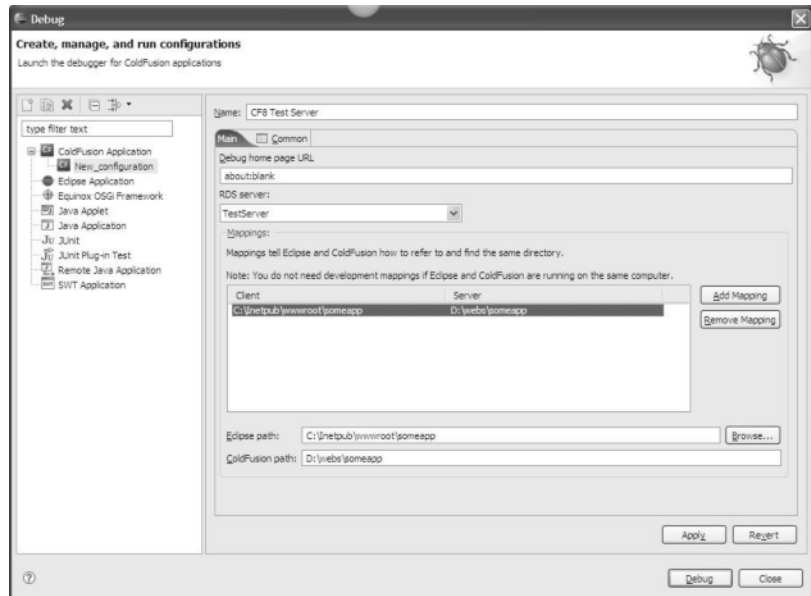 Debug
Create, manage, and run configurations
Launch the debugger for ColdFusion applications
type filter text
ColdFusion Application
New_configuration
Eclipse Application
Equinox OSGi Framework
Java Applet
Java Application
Ju JUnit
JUnit Plug-in Test
Remote Java Application
SWT Application
Name: CF8 Test Server
Main Common
Debug home page URL
about:blank
RDS server:
TestServer
Mappings:
Mappings tell Eclipse and ColdFusion how to refer to and find the same directory.
Note: You do not need development mappings if Eclipse and ColdFusion are running on the same computer.
Client Server
C:\Inetpub\wwwroot\someapp D:\webs\someapp
Add Mapping
Remove Mapping
Eclipse path: C:\Inetpub\wwwroot\someapp Browse...
ColdFusion path: D:\webs\someapp
Apply Revert
Debug Close